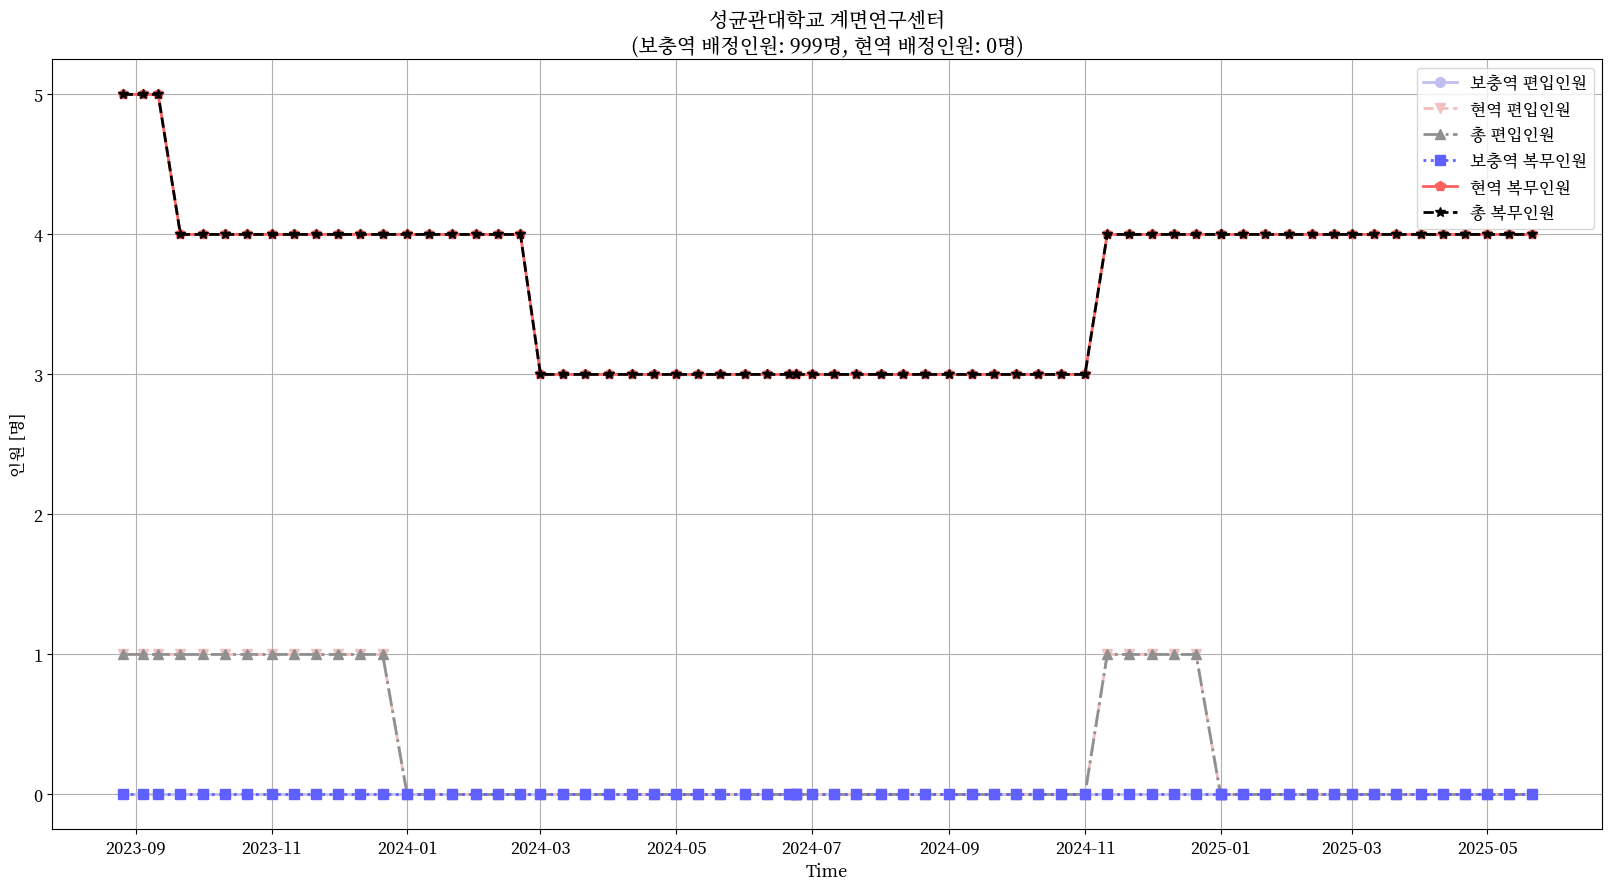 성균관대학교 계면연구센터
(보충역 배정인원: 999명, 현역 배정인원: 0명)
보충역 편입인원
현역 편입인원
총 편입인원
보충역 복무인원
현역 복무인원
총 복무인원
인원 [명]
5
4
3
2
1
0
2023-09
2023-11
2024-01
2024-03
2024-05
2024-07
2024-09
2024-11
2025-01
2025-03
2025-05
Time